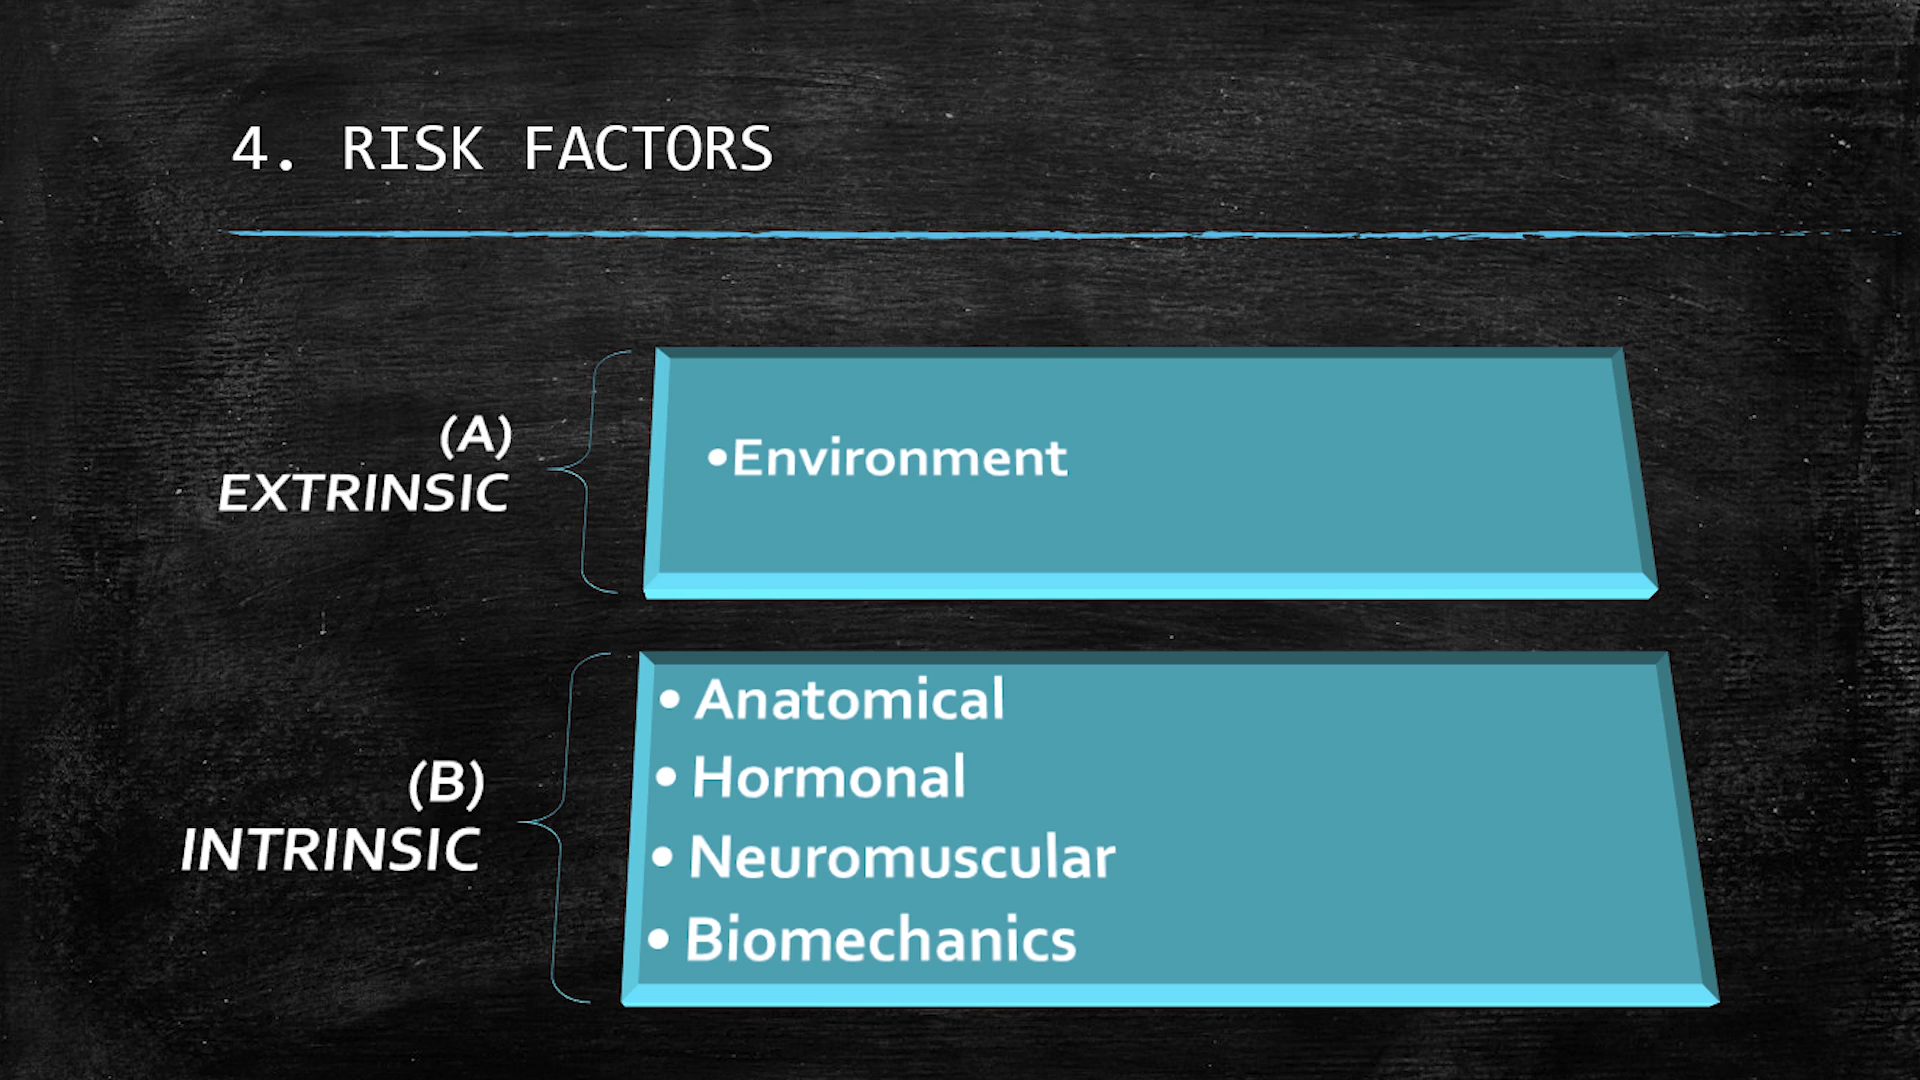 4. RISK FACTORS
(A)
EXTRINSIC
•Environment
(B)
INTRINSIC
• Anatomical
• Hormonal
• Neuromuscular
• Biomechanics